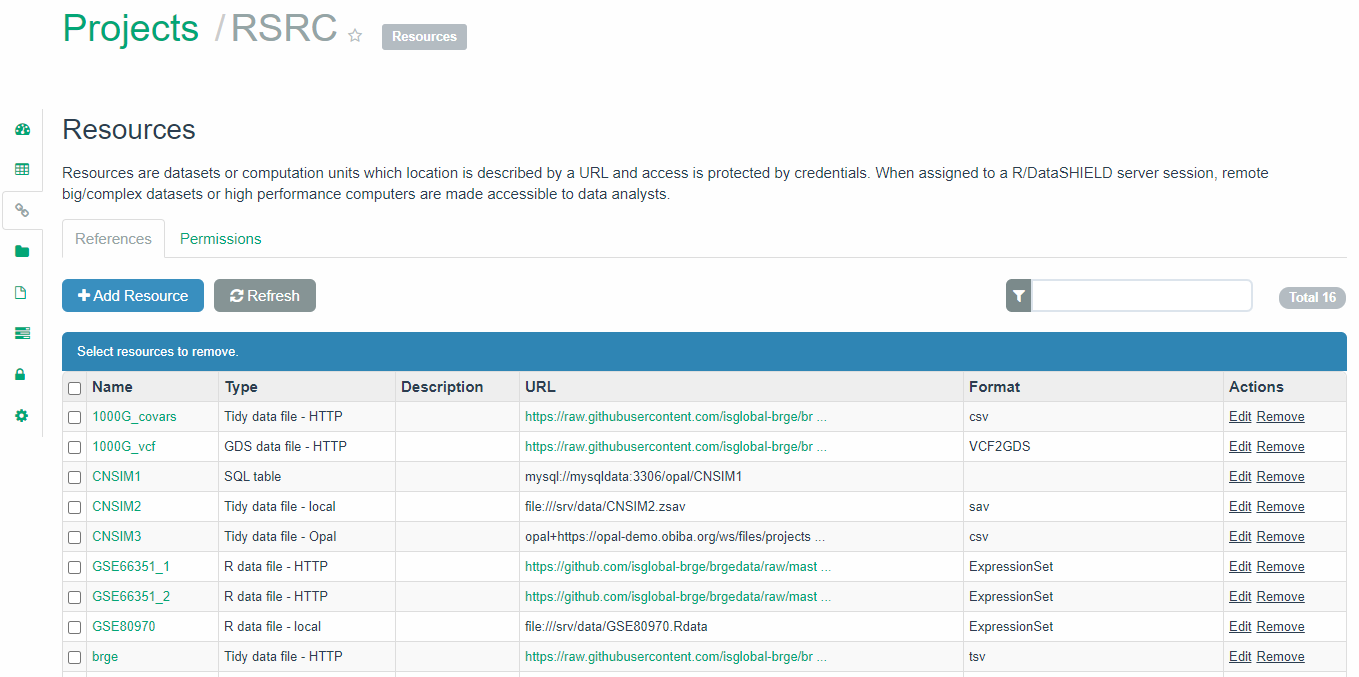 Projects / RSRC Resources
Resources
Resources are datasets or computation units which location is described by a URL and access is protected by credentials. When assigned to a R/DataSHIELD server session, remote
big/complex datasets or high performance computers are made accessible to data analysts.
References Permissions
Add Resource Refresh Total 16
Select resources to remove.
Name Type Description URL Format Actions
1000G_covars Tidy data file - HTTP https://raw.githubusercontent.com/isglobal-brge/br ... csv Edit Remove
1000G_vcf GDS data file - HTTP https://raw.githubusercontent.com/isglobal-brge/br ... VCF2GDS Edit Remove
CNSIM1 SQL table mysql://mysqldata:3306/opal/CNSIM1 Edit Remove
CNSIM2 Tidy data file - local file:///srv/data/CNSIM2.zsav sav Edit Remove
CNSIM3 Tidy data file - Opal opal+https://opal-demo.obiba.org/ws/files/projects ... csv Edit Remove
GSE66351_1 R data file - HTTP https://github.com/isglobal-brge/brgedata/raw/mast ... ExpressionSet Edit Remove
GSE66351_2 R data file - HTTP https://github.com/isglobal-brge/brgedata/raw/mast ... ExpressionSet Edit Remove
GSE80970 R data file - local file:///srv/data/GSE80970.Rdata ExpressionSet Edit Remove
brge Tidy data file - HTTP https://raw.githubusercontent.com/isglobal-brge/br ... tsv Edit Remove